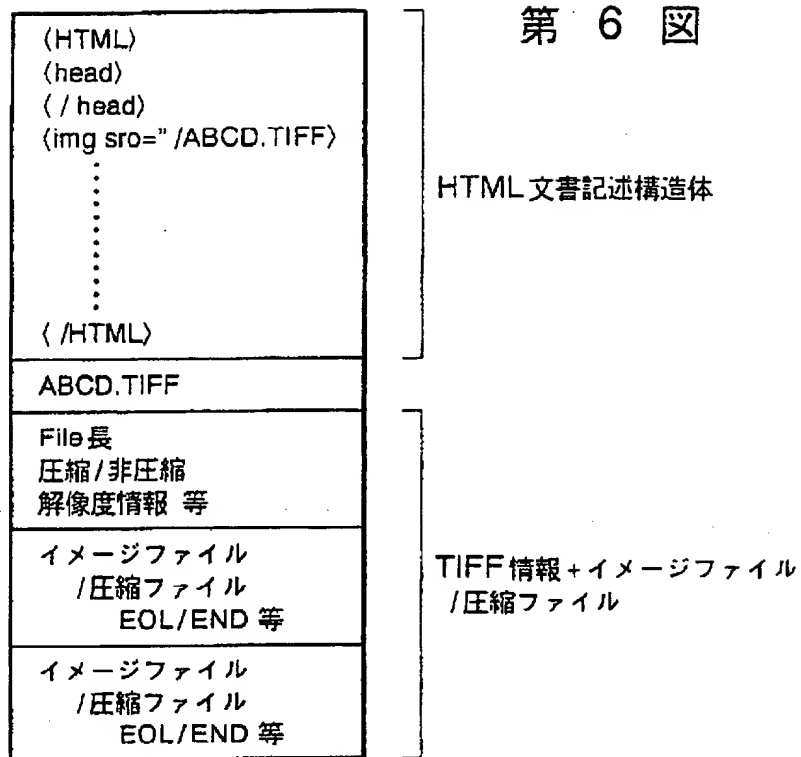 第 6 図
〈HTML〉
〈head〉
〈 / head〉
〈img sro=" /ABCD.TIFF〉
〈 /HTML〉
HTML文書記述構造体
ABCD.TIFF
File長
圧縮/非圧縮
解像度情報 等
イメージファイル
/圧縮ファイル
EOL/END 等
イメージファイル
/圧縮ファイル
EOL/END 等
TIFF情報+イメージファイル
/圧縮ファイル